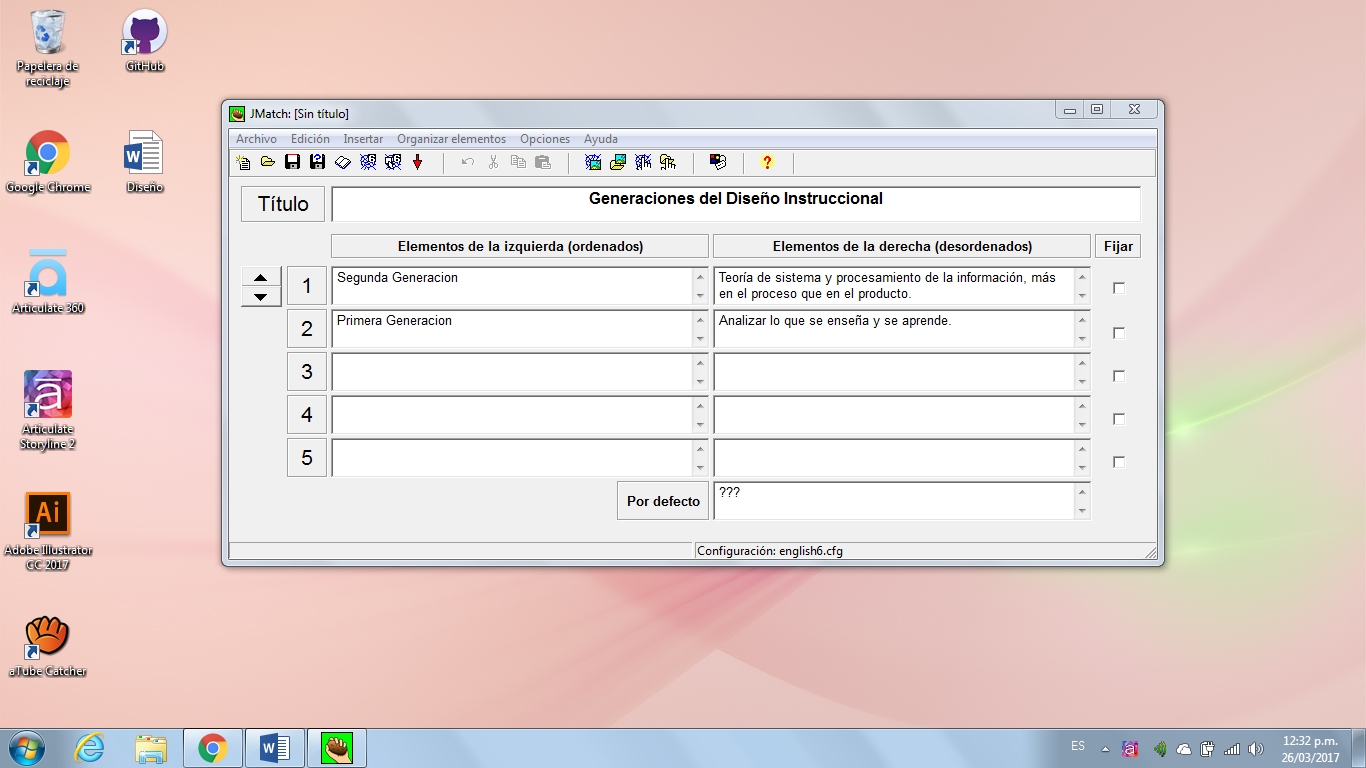 Papelera de
reciclaje
GitHub
Google Chrome
Diseño
Articulate 360
Articulate
Storyline 2
Adobe Illustrator
CC 2017
aTube Catcher
JMatch: [Sin título]
Archivo Edición Insertar Organizar elementos Opciones Ayuda
Título
Generaciones del Diseño Instruccional
Elementos de la izquierda (ordenados) Elementos de la derecha (desordenados) Fijar
1 Segunda Generacion Teoría de sistema y procesamiento de la información, más
en el proceso que en el producto.
2 Primera Generacion Analizar lo que se enseña y se aprende.
3
4
5
Por defecto ???
Configuración: english6.cfg
ES
12:32 p.m.
26/03/2017